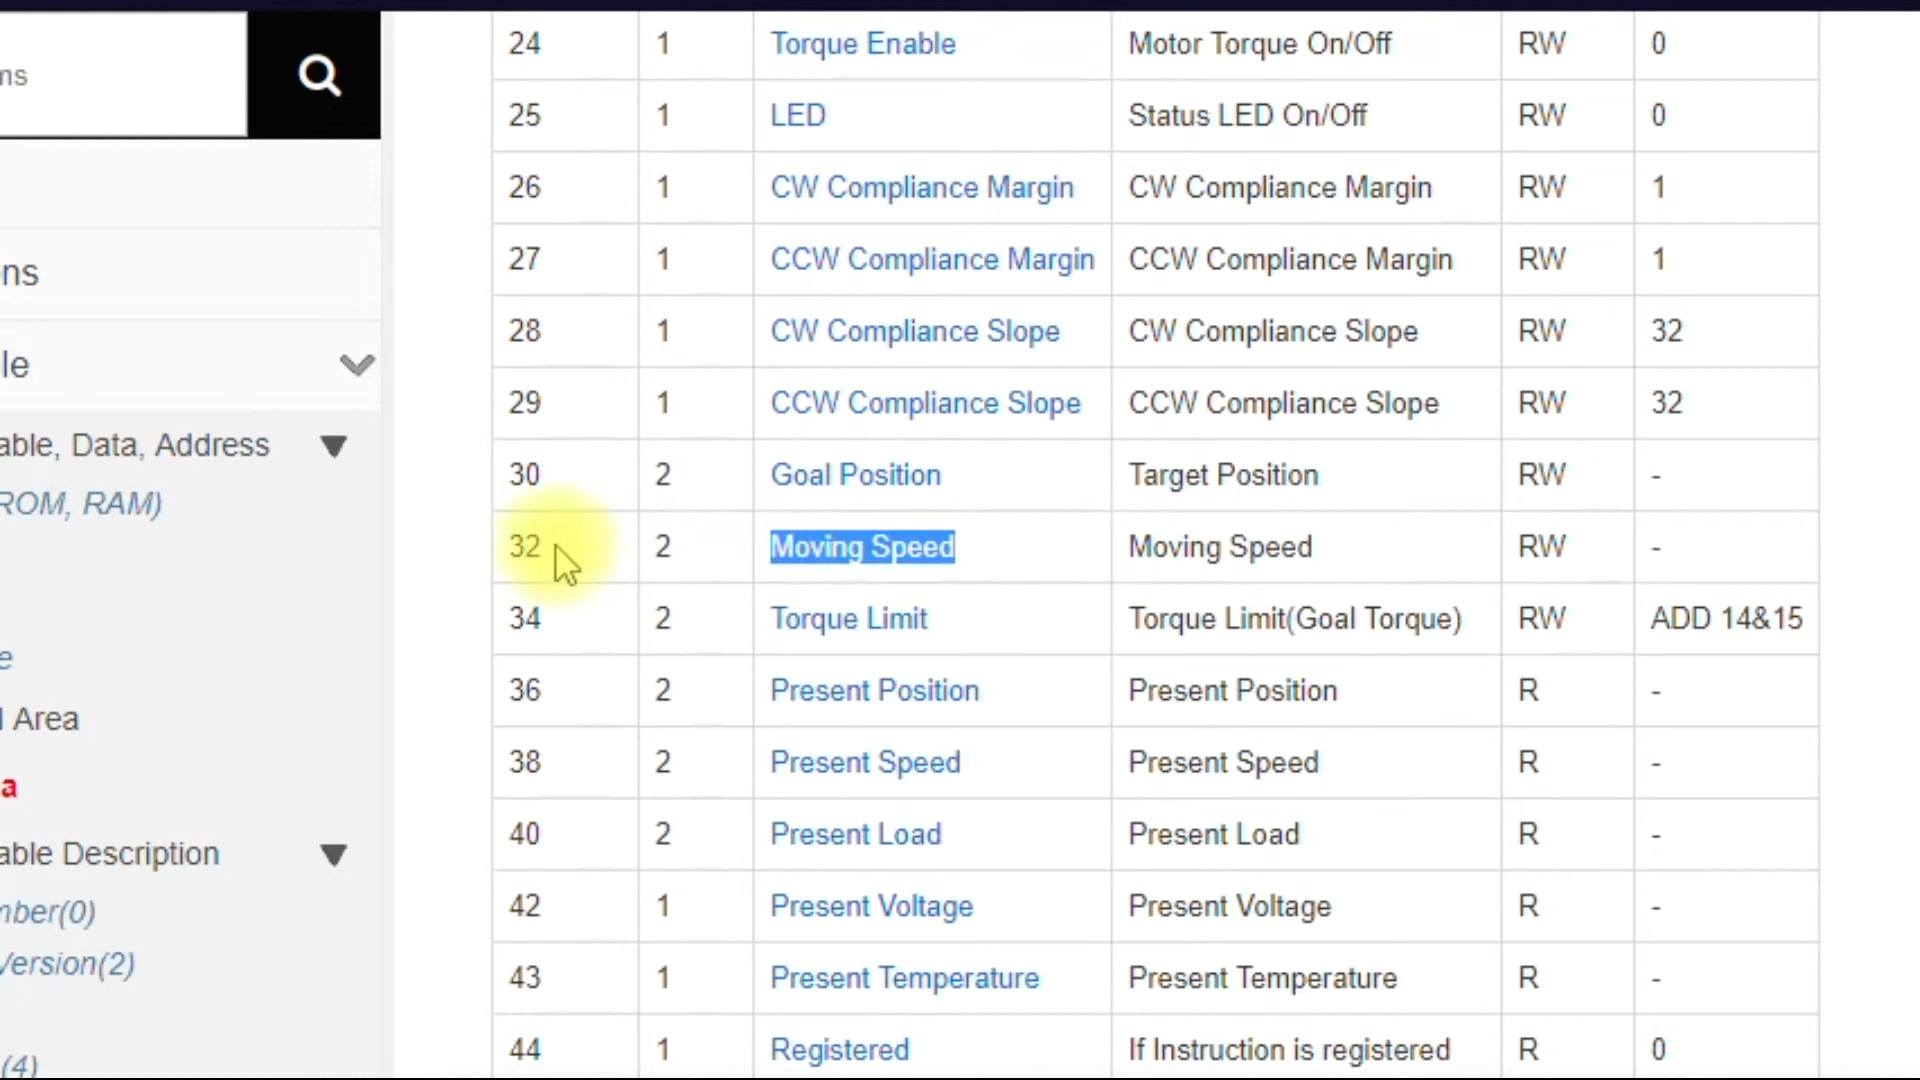 ms
ns
le
able, Data, Address
ROM, RAM)
e
l Area
a
able Description
mber(0)
Version(2)
(4)
24 1 Torque Enable Motor Torque On/Off RW 0
25 1 LED Status LED On/Off RW 0
26 1 CW Compliance Margin CW Compliance Margin RW 1
27 1 CCW Compliance Margin CCW Compliance Margin RW 1
28 1 CW Compliance Slope CW Compliance Slope RW 32
29 1 CCW Compliance Slope CCW Compliance Slope RW 32
30 2 Goal Position Target Position RW -
32 2 Moving Speed Moving Speed RW -
34 2 Torque Limit Torque Limit(Goal Torque) RW ADD 14&15
36 2 Present Position Present Position R -
38 2 Present Speed Present Speed R -
40 2 Present Load Present Load R -
42 1 Present Voltage Present Voltage R -
43 1 Present Temperature Present Temperature R -
44 1 Registered If Instruction is registered R 0